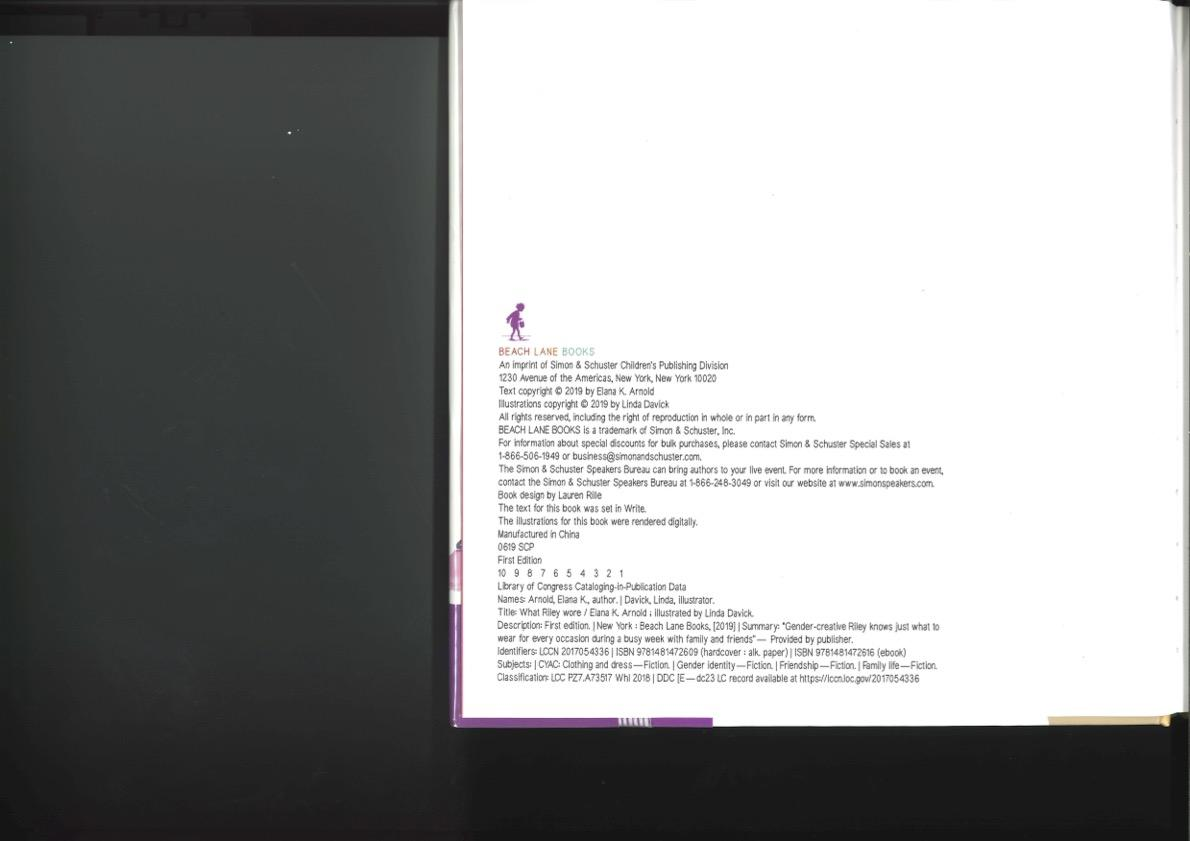 BEACH LANE BOOKS
An imprint of Simon & Schuster Children's Publishing Division
1230 Avenue of the Americas, New York, New York 10020
Text copyright © 2019 by Elana K. Arnold
Illustrations copyright © 2019 by Linda Davick
All rights reserved, including the right of reproduction in whole or in part in any form.
BEACH LANE BOOKS is a trademark of Simon & Schuster, Inc.
For information about special discounts for bulk purchases, please contact Simon & Schuster Special Sales at
1-866-506-1949 or business@simonandschuster.com.
The Simon & Schuster Speakers Bureau can bring authors to your live event. For more information or to book an event,
contact the Simon & Schuster Speakers Bureau at 1-866-248-3049 or visit our website at www.simonspeakers.com.
Book design by Lauren Rille
The text for this book was set in Write.
The illustrations for this book were rendered digitally.
Manufactured in China
0619 SCP
First Edition
10 9 8 7 6 5 4 3 2 1
Library of Congress Cataloging-in-Publication Data
Names: Arnold, Elana K., author. | Davick, Linda, illustrator.
Title: What Riley wore / Elana K. Arnold ; illustrated by Linda Davick.
Description: First edition. | New York : Beach Lane Books, [2019] | Summary: "Gender-creative Riley knows just what to
wear for every occasion during a busy week with family and friends"— Provided by publisher.
Identifiers: LCCN 2017054336 | ISBN 9781481472609 (hardcover : alk. paper) | ISBN 9781481472616 (ebook)
Subjects: | CYAC: Clothing and dress—Fiction. | Gender identity—Fiction. | Friendship—Fiction. | Family life—Fiction.
Classification: LCC PZ7.A73517 Whl 2018 | DDC [E—dc23 LC record available at https://lccn.loc.gov/2017054336